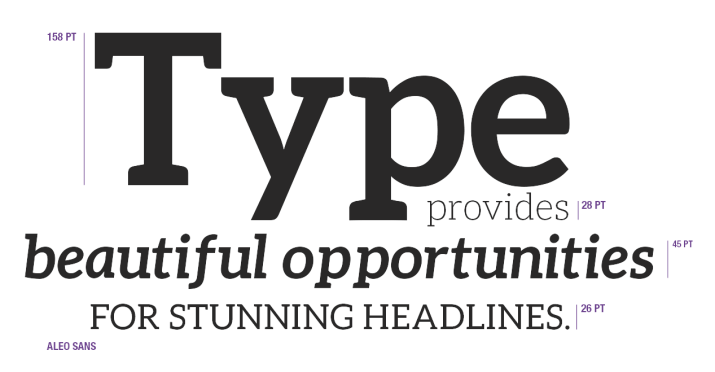 158 PT
Type
provides
28 PT
beautiful opportunities
45 PT
FOR STUNNING HEADLINES.
26 PT
ALEO SANS